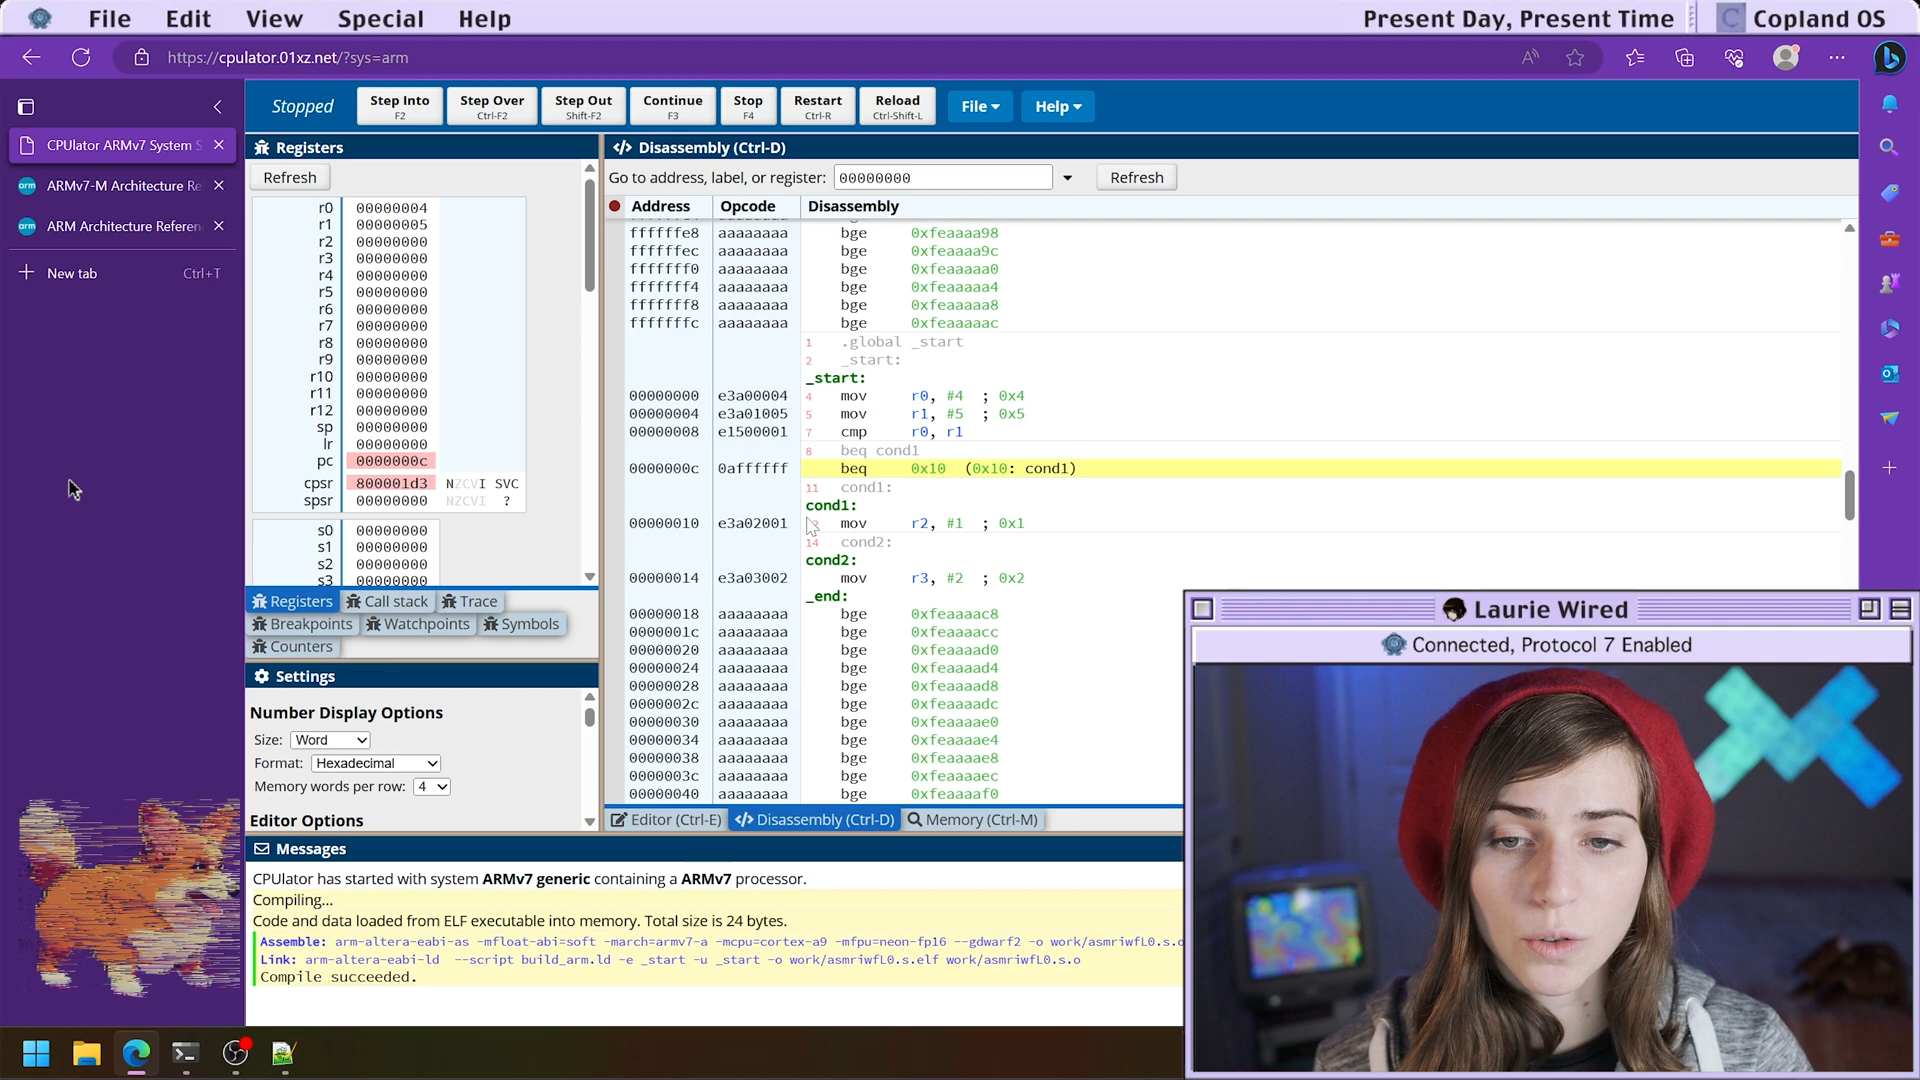 File Edit View Special Help
Present Day, Present Time
Copland OS
https://cpulator.01xz.net/?sys=arm
CPUlator ARMv7 System S
ARMv7-M Architecture Re
ARM Architecture Referen
New tab Ctrl+T
Stopped
Step Into F2
Step Over Ctrl-F2
Step Out Shift-F2
Continue F3
Stop F4
Restart Ctrl-R
Reload Ctrl-Shift-L
File
Help
Registers
Refresh
r0 00000004
r1 00000005
r2 00000000
r3 00000000
r4 00000000
r5 00000000
r6 00000000
r7 00000000
r8 00000000
r9 00000000
r10 00000000
r11 00000000
r12 00000000
sp 00000000
lr 00000000
pc 0000000c
cpsr 800001d3 NZCVI SVC
spsr 00000000 NZCVI ?
s0 00000000
s1 00000000
s2 00000000
s3 00000000
Registers Call stack Trace
Breakpoints Watchpoints Symbols
Counters
Settings
Number Display Options
Size: Word
Format: Hexadecimal
Memory words per row: 4
Editor Options
Disassembly (Ctrl-D)
Go to address, label, or register: 00000000 Refresh
Address Opcode Disassembly
ffffffe8 aaaaaaaa bge 0xfeaaaa98
ffffffec aaaaaaaa bge 0xfeaaaa9c
fffffff0 aaaaaaaa bge 0xfeaaaaa0
fffffff4 aaaaaaaa bge 0xfeaaaaa4
fffffff8 aaaaaaaa bge 0xfeaaaaa8
fffffffc aaaaaaaa bge 0xfeaaaaac
1 .global _start
2 _start:
_start:
00000000 e3a00004 4 mov r0, #4 ; 0x4
00000004 e3a01005 5 mov r1, #5 ; 0x5
00000008 e1500001 7 cmp r0, r1
8 beq cond1
0000000c 0affffff beq 0x10 (0x10: cond1)
11 cond1:
cond1:
00000010 e3a02001 mov r2, #1 ; 0x1
14 cond2:
cond2:
00000014 e3a03002 mov r3, #2 ; 0x2
_end:
00000018 aaaaaaaa bge 0xfeaaaac8
0000001c aaaaaaaa bge 0xfeaaaacc
00000020 aaaaaaaa bge 0xfeaaaad0
00000024 aaaaaaaa bge 0xfeaaaad4
00000028 aaaaaaaa bge 0xfeaaaad8
0000002c aaaaaaaa bge 0xfeaaaadc
00000030 aaaaaaaa bge 0xfeaaaae0
00000034 aaaaaaaa bge 0xfeaaaae4
00000038 aaaaaaaa bge 0xfeaaaae8
0000003c aaaaaaaa bge 0xfeaaaaec
00000040 aaaaaaaa bge 0xfeaaaaf0
Editor (Ctrl-E) Disassembly (Ctrl-D) Memory (Ctrl-M)
Messages
CPUlator has started with system ARMv7 generic containing a ARMv7 processor.
Compiling...
Code and data loaded from ELF executable into memory. Total size is 24 bytes.
Assemble: arm-altera-eabi-as -mfloat-abi=soft -march=armv7-a -mcpu=cortex-a9 -mfpu=neon-fp16 --gdwarf2 -o work/asmriwfL0.s.o
Link: arm-altera-eabi-ld --script build_arm.ld -e _start -u _start -o work/asmriwfL0.s.elf work/asmriwfL0.s.o
Compile succeeded.
Laurie Wired
Connected, Protocol 7 Enabled